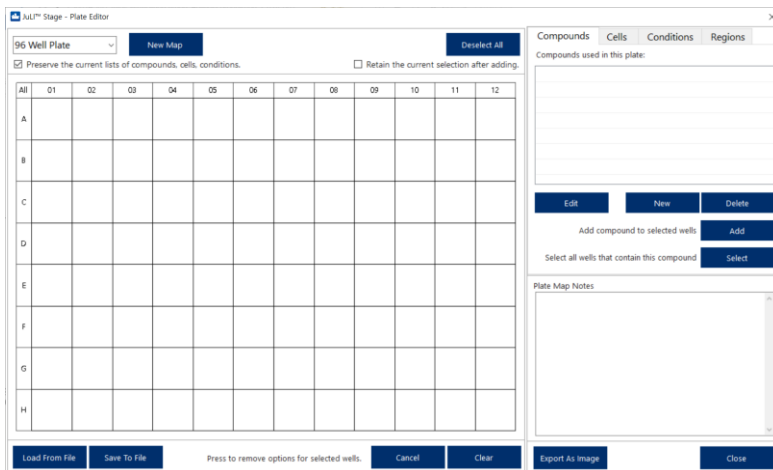 JuLI™ Stage - Plate Editor
96 Well Plate
New Map
Deselect All
Preserve the current lists of compounds, cells, conditions.
Retain the current selection after adding.
All 01 02 03 04 05 06 07 08 09 10 11 12
A
B
C
D
E
F
G
H
Load From File
Save To File
Press to remove options for selected wells.
Cancel
Clear
Compounds Cells Conditions Regions
Compounds used in this plate:
Edit
New
Delete
Add compound to selected wells
Add
Select all wells that contain this compound
Select
Plate Map Notes
Export As Image
Close